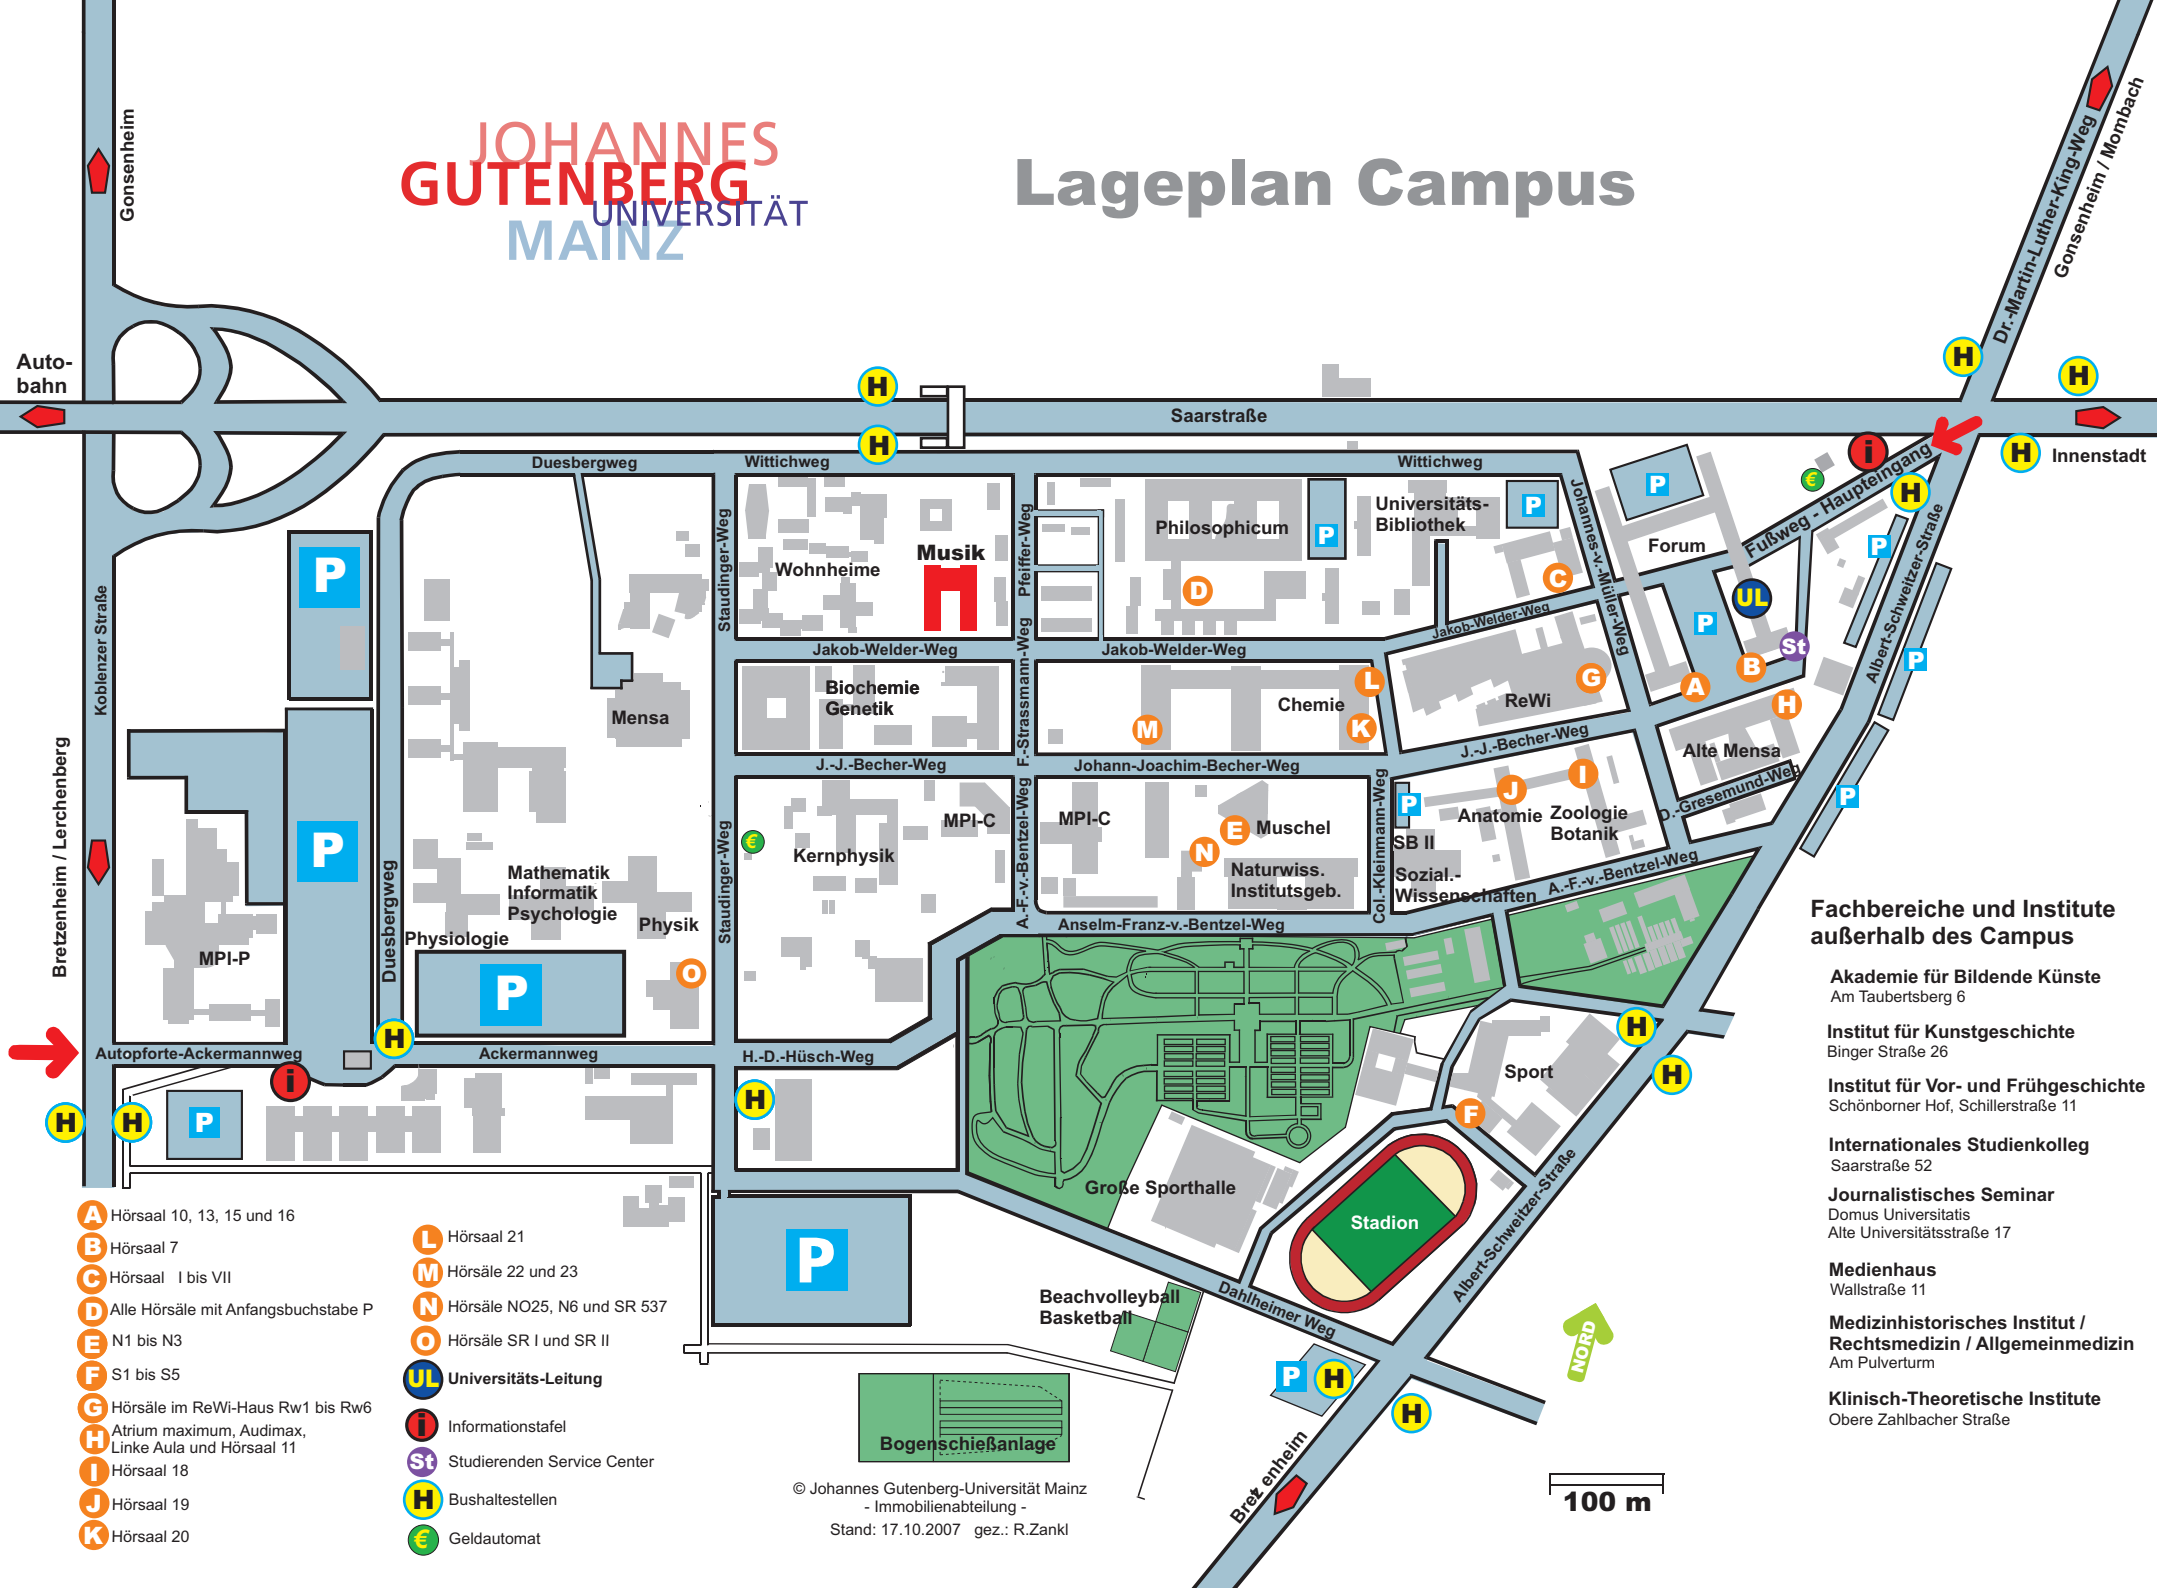 JOHANNES
GUTENBERG
UNIVERSITÄT
MAINZ
Lageplan Campus
Gonsenheim
Dr.-Martin-Luther-King-Weg
Gonsenheim / Mombach
Auto-
bahn
H
H
H
H
Saarstraße
H
i
H
Innenstadt
Duesbergweg
Wittichweg
Wittichweg
Fußweg - Haupteingang
€
H
P
P
P
P
Koblenzer Straße
Staudinger-Weg
Pfeiffer-Weg
Johannes-v.-Müller-Weg
Albert-Schweitzer-Straße
Philosophicum
Universitäts-
Bibliothek
Forum
Musik
Wohnheime
P
D
C
UL
P
St
P
Jakob-Welder-Weg
Jakob-Welder-Weg
Jakob-Welder-Weg
F.-Strassmann-Weg
Biochemie
Genetik
Mensa
Chemie
L
M
K
G
ReWi
A
B
H
Alte Mensa
J.-J.-Becher-Weg
Johann-Joachim-Becher-Weg
J.-J.-Becher-Weg
D.-Gresemund-Weg
P
Bretzenheim / Lerchenberg
P
Duesbergweg
Staudinger-Weg
A.-F.-v.-Bentzel-Weg
Col.-Kleinmann-Weg
€
Kernphysik
MPI-C
MPI-C
E
Muschel
N
Naturwiss.
Institutsgeb.
P
SB II
Sozial.-
Wissenschaften
J
I
Anatomie
Zoologie
Botanik
A.-F.-v.-Bentzel-Weg
Mathematik
Informatik
Psychologie
Physik
Physiologie
MPI-P
P
O
Anselm-Franz-v.-Bentzel-Weg
H
Autopforte-Ackermannweg
Ackermannweg
H.-D.-Hüsch-Weg
i
H
H
P
H
H
H
Sport
F
Große Sporthalle
Stadion
Albert-Schweitzer-Straße
P
Beachvolleyball
Basketball
Dahlheimer Weg
P
H
H
NORD
Bogenschießanlage
Bretzenheim
100 m
Fachbereiche und Institute
außerhalb des Campus
Akademie für Bildende Künste
Am Taubertsberg 6
Institut für Kunstgeschichte
Binger Straße 26
Institut für Vor- und Frühgeschichte
Schönborner Hof, Schillerstraße 11
Internationales Studienkolleg
Saarstraße 52
Journalistisches Seminar
Domus Universitatis
Alte Universitätsstraße 17
Medienhaus
Wallstraße 11
Medizinhistorisches Institut /
Rechtsmedizin / Allgemeinmedizin
Am Pulverturm
Klinisch-Theoretische Institute
Obere Zahlbacher Straße
A Hörsaal 10, 13, 15 und 16
B Hörsaal 7
C Hörsaal I bis VII
D Alle Hörsäle mit Anfangsbuchstabe P
E N1 bis N3
F S1 bis S5
G Hörsäle im ReWi-Haus Rw1 bis Rw6
H Atrium maximum, Audimax,
Linke Aula und Hörsaal 11
I Hörsaal 18
J Hörsaal 19
K Hörsaal 20
L Hörsaal 21
M Hörsäle 22 und 23
N Hörsäle NO25, N6 und SR 537
O Hörsäle SR I und SR II
UL Universitäts-Leitung
i Informationstafel
St Studierenden Service Center
H Bushaltestellen
€ Geldautomat
© Johannes Gutenberg-Universität Mainz
- Immobilienabteilung -
Stand: 17.10.2007 gez.: R.Zankl